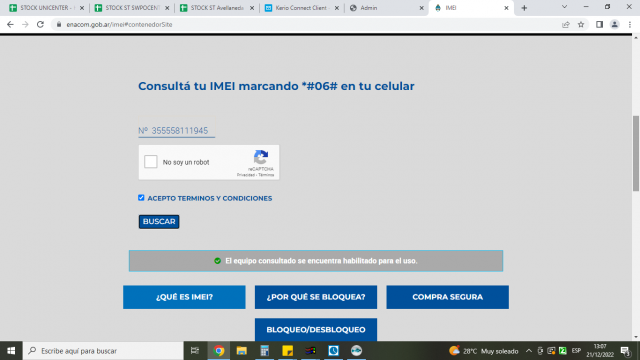 STOCK UNICENTER -
STOCK ST SWPOCENT
STOCK ST Avellaneda
Kerio Connect Client
Admin
IMEI
enacom.gob.ar/imei#contenedorSite
Consultá tu IMEI marcando *#06# en tu celular
Nº 355558111945
No soy un robot
reCAPTCHA
Privacidad - Términos
ACEPTO TERMINOS Y CONDICIONES
BUSCAR
El equipo consultado se encuentra habilitado para el uso.
¿QUÉ ES IMEI?
¿POR QUÉ SE BLOQUEA?
COMPRA SEGURA
BLOQUEO/DESBLOQUEO
Escribe aquí para buscar
28°C Muy soleado
ESP
13:07
21/12/2022